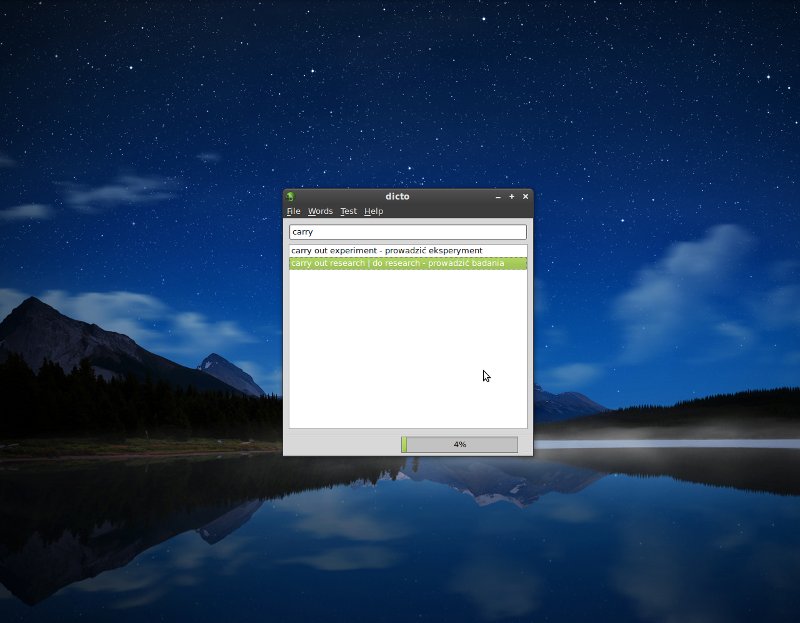 dicto
File Words Test Help
carry
carry out experiment - prowadzić eksperyment
carry out research | do research - prowadzić badania
4%